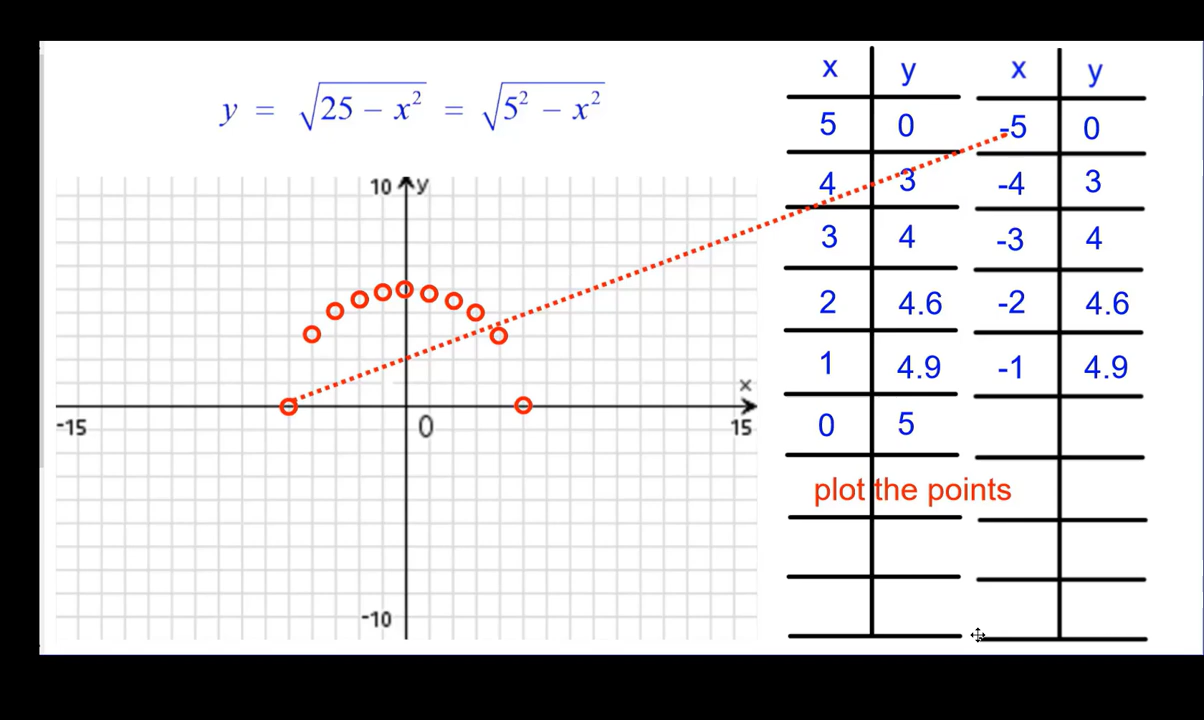 y = √25 − x² = √5² − x²
x y x y
5 0 -5 0
4 3 -4 3
3 4 -3 4
2 4.6 -2 4.6
1 4.9 -1 4.9
0 5
plot the points
10 y
x
-15 0 15
-10